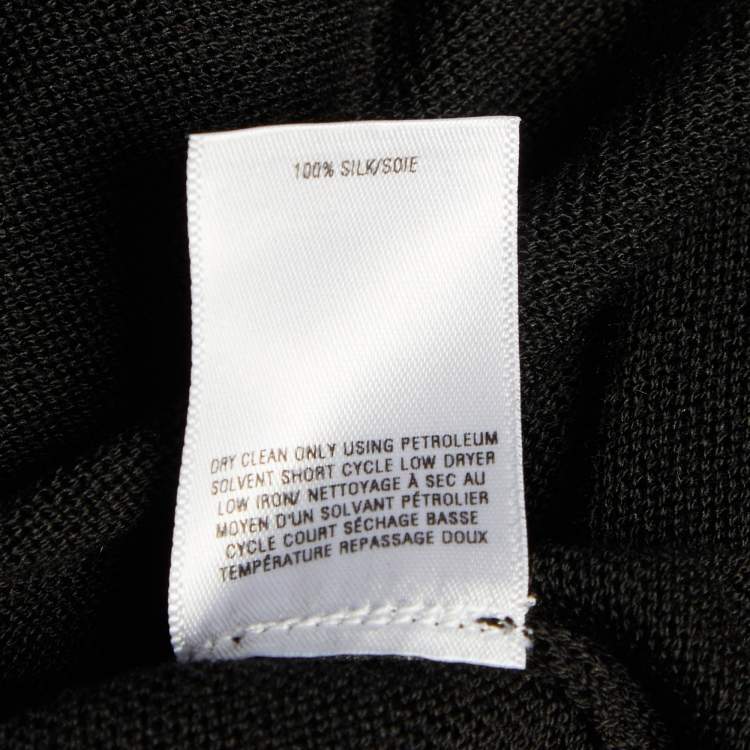 100% SILK/SOIE
DRY CLEAN ONLY USING PETROLEUM
SOLVENT SHORT CYCLE LOW DRYER
LOW IRON/ NETTOYAGE À SEC AU
MOYEN D'UN SOLVANT PÉTROLIER
CYCLE COURT SÉCHAGE BASSE
TEMPÉRATURE REPASSAGE DOUX